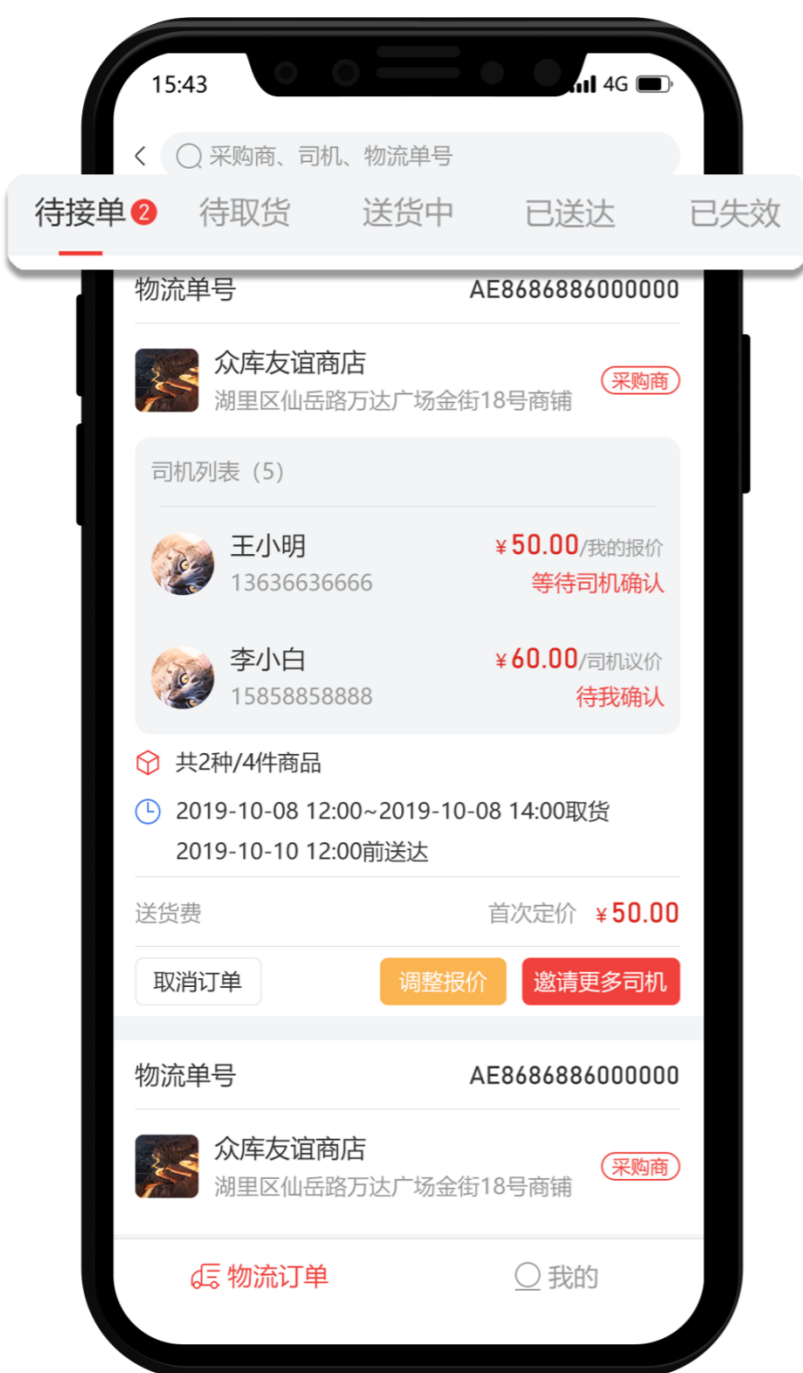 15:43 4G
采购商、司机、物流单号
待接单 2 待取货 送货中 已送达 已失效
物流单号 AE8686886000000
众库友谊商店
湖里区仙岳路万达广场金街18号商铺 采购商
司机列表（5）
王小明 ¥50.00/我的报价
13636636666 等待司机确认
李小白 ¥60.00/司机议价
15858858888 待我确认
共2种/4件商品
2019-10-08 12:00~2019-10-08 14:00取货
2019-10-10 12:00前送达
送货费 首次定价 ¥50.00
取消订单 调整报价 邀请更多司机
物流单号 AE8686886000000
众库友谊商店
湖里区仙岳路万达广场金街18号商铺 采购商
物流订单 我的